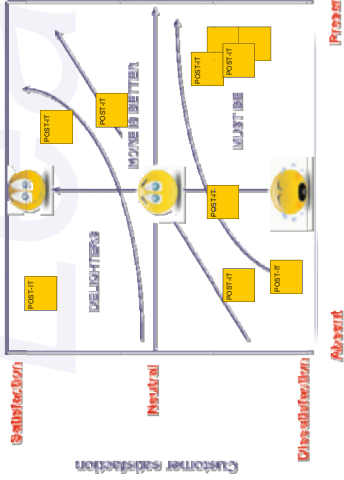 POST-IT
POST-IT
MORE IS BETTER
POST-IT
POST-IT
MUST BE
POST-IT
DELIGHTERS
POST-IT
POST-IT
POST-IT
Satisfaction
Neutral
Dissatisfaction
Absent
Customer satisfaction